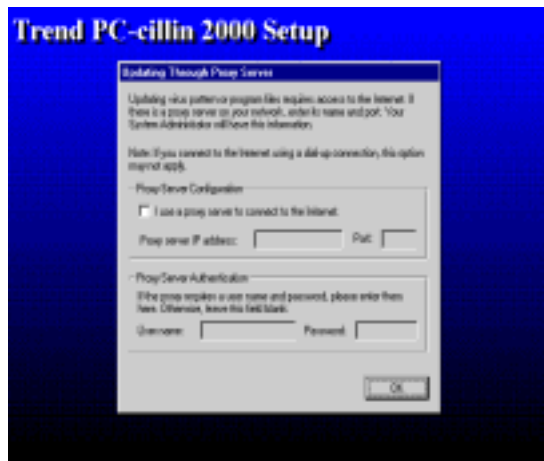 Trend PC-cillin 2000 Setup
Updating Through Proxy Server
Updating virus pattern or program files requires access to the Internet. If
there is a proxy server on your network, enter its name and port. Your
System Administrator will have this information.
Note: If you connect to the Internet using a dial-up connection, this option
may not apply.
Proxy Server Configuration
I use a proxy server to connect to the Internet.
Proxy server IP address: Port:
Proxy Server Authentication
If the proxy requires a user name and password, please enter them
here. Otherwise, leave this field blank.
Username: Password:
OK